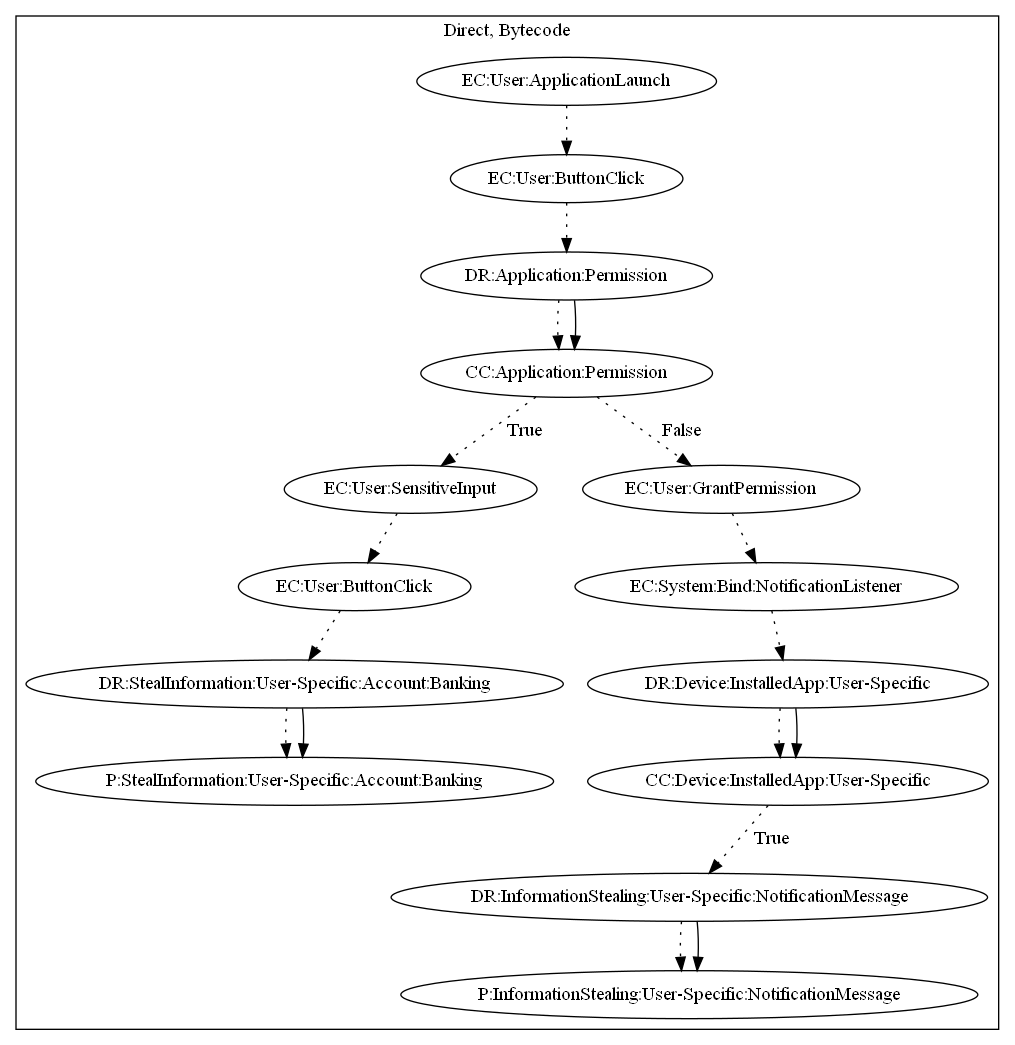 Direct, Bytecode
EC:User:ApplicationLaunch
EC:User:ButtonClick
DR:Application:Permission
CC:Application:Permission
True
False
EC:User:SensitiveInput
EC:User:GrantPermission
EC:User:ButtonClick
EC:System:Bind:NotificationListener
DR:StealInformation:User-Specific:Account:Banking
DR:Device:InstalledApp:User-Specific
P:StealInformation:User-Specific:Account:Banking
CC:Device:InstalledApp:User-Specific
True
DR:InformationStealing:User-Specific:NotificationMessage
P:InformationStealing:User-Specific:NotificationMessage